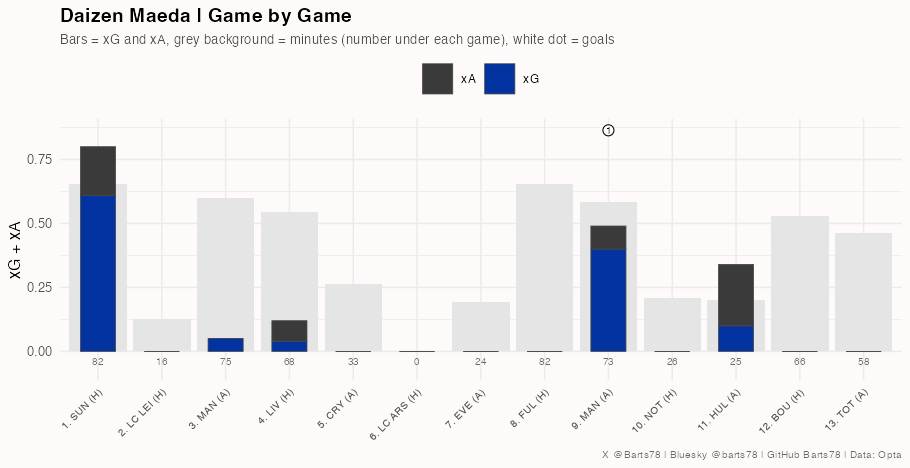 Daizen Maeda | Game by Game
Bars = xG and xA, grey background = minutes (number under each game), white dot = goals
xA xG
1
0.75
0.50
0.25
0.00
xG + xA
82 16 75 68 33 0 24 82 73 26 25 66 58
1. SUN (H)
2. LC LEI (H)
3. MAN (A)
4. LIV (H)
5. CRY (A)
6. LC ARS (H)
7. EVE (A)
8. FUL (H)
9. MAN (A)
10. NOT (H)
11. HUL (A)
12. BOU (H)
13. TOT (A)
X @Barts78 | Bluesky @barts78 | GitHub Barts78 | Data: Opta